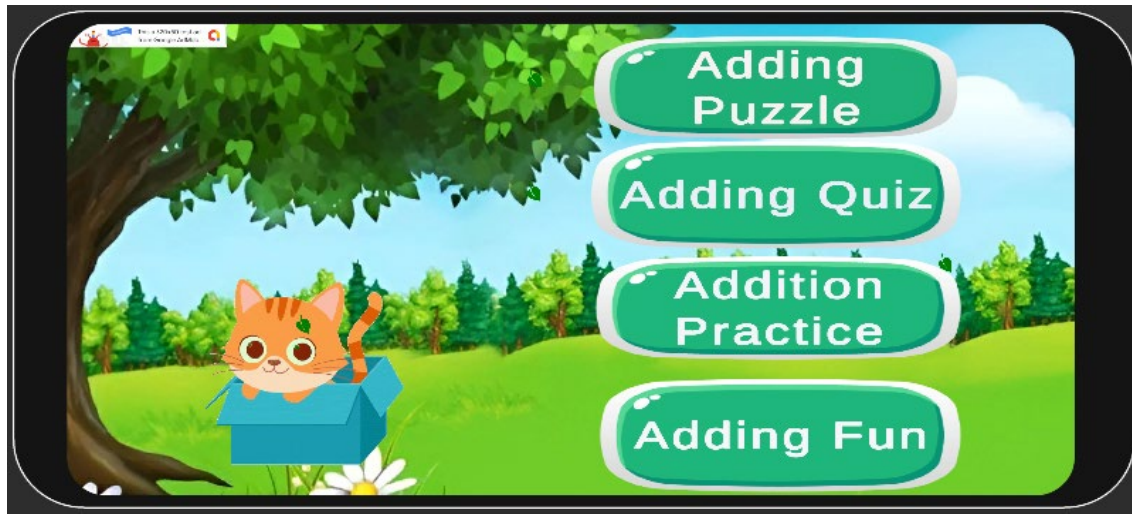 Adding
Puzzle
Adding Quiz
Addition
Practice
Adding Fun